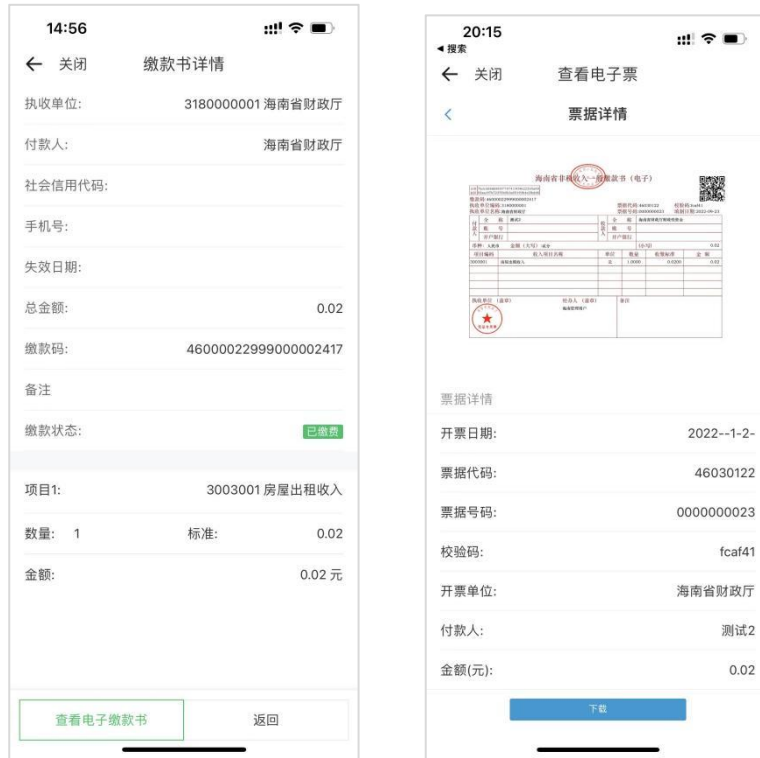 14:56
关闭
缴款书详情
执收单位: 3180000001 海南省财政厅
付款人: 海南省财政厅
社会信用代码:
手机号:
失效日期:
总金额: 0.02
缴款码: 46000022999000002417
备注
缴款状态: 已缴费
项目1: 3003001 房屋出租收入
数量: 1 标准: 0.02
金额: 0.02 元
查看电子缴款书 返回
20:15
搜索
关闭
查看电子票
票据详情
海南省非税收入一般缴款书（电子）
票据详情
开票日期: 2022--1-2-
票据代码: 46030122
票据号码: 0000000023
校验码: fcaf41
开票单位: 海南省财政厅
付款人: 测试2
金额(元): 0.02
下载